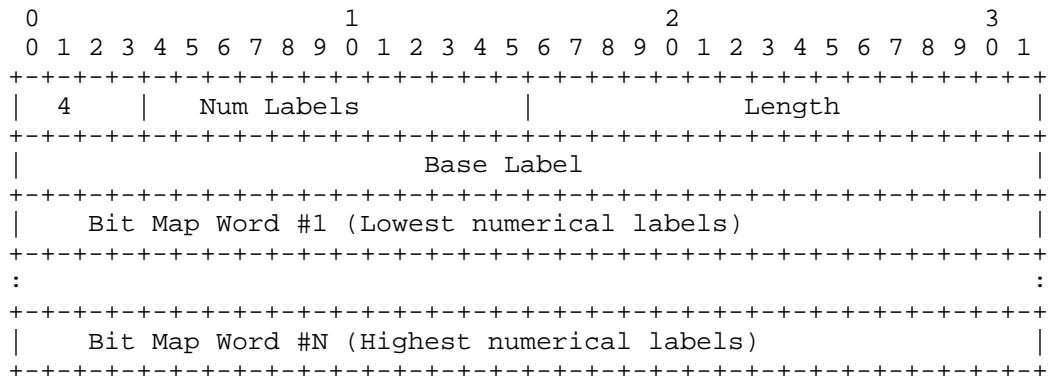 0                   1                   2                   3
 0 1 2 3 4 5 6 7 8 9 0 1 2 3 4 5 6 7 8 9 0 1 2 3 4 5 6 7 8 9 0 1
+-+-+-+-+-+-+-+-+-+-+-+-+-+-+-+-+-+-+-+-+-+-+-+-+-+-+-+-+-+-+-+-+
|  4    |   Num Labels          |             Length            |
+-+-+-+-+-+-+-+-+-+-+-+-+-+-+-+-+-+-+-+-+-+-+-+-+-+-+-+-+-+-+-+-+
|                         Base Label                            |
+-+-+-+-+-+-+-+-+-+-+-+-+-+-+-+-+-+-+-+-+-+-+-+-+-+-+-+-+-+-+-+-+
|    Bit Map Word #1 (Lowest numerical labels)                  |
+-+-+-+-+-+-+-+-+-+-+-+-+-+-+-+-+-+-+-+-+-+-+-+-+-+-+-+-+-+-+-+-+
:                                                               :
+-+-+-+-+-+-+-+-+-+-+-+-+-+-+-+-+-+-+-+-+-+-+-+-+-+-+-+-+-+-+-+-+
|    Bit Map Word #N (Highest numerical labels)                 |
+-+-+-+-+-+-+-+-+-+-+-+-+-+-+-+-+-+-+-+-+-+-+-+-+-+-+-+-+-+-+-+-+